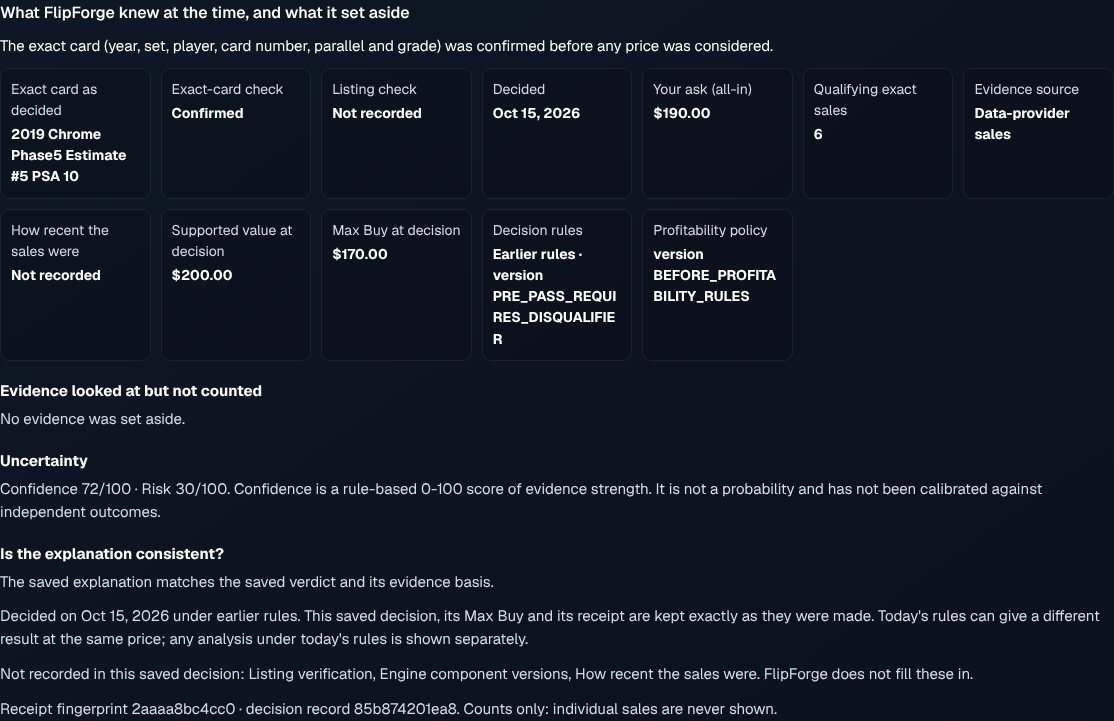 What FlipForge knew at the time, and what it set aside
The exact card (year, set, player, card number, parallel and grade) was confirmed before any price was considered.
Exact card as
decided
2019 Chrome
Phase5 Estimate
#5 PSA 10
Exact-card check
Confirmed
Listing check
Not recorded
Decided
Oct 15, 2026
Your ask (all-in)
$190.00
Qualifying exact
sales
6
Evidence source
Data-provider
sales
How recent the
sales were
Not recorded
Supported value at
decision
$200.00
Max Buy at decision
$170.00
Decision rules
Earlier rules ·
version
PRE_PASS_REQUI
RES_DISQUALIFIE
R
Profitability policy
version
BEFORE_PROFITA
BILITY_RULES
Evidence looked at but not counted
No evidence was set aside.
Uncertainty
Confidence 72/100 · Risk 30/100. Confidence is a rule-based 0-100 score of evidence strength. It is not a probability and has not been calibrated against
independent outcomes.
Is the explanation consistent?
The saved explanation matches the saved verdict and its evidence basis.
Decided on Oct 15, 2026 under earlier rules. This saved decision, its Max Buy and its receipt are kept exactly as they were made. Today's rules can give a different
result at the same price; any analysis under today's rules is shown separately.
Not recorded in this saved decision: Listing verification, Engine component versions, How recent the sales were. FlipForge does not fill these in.
Receipt fingerprint 2aaaa8bc4cc0 · decision record 85b874201ea8. Counts only: individual sales are never shown.